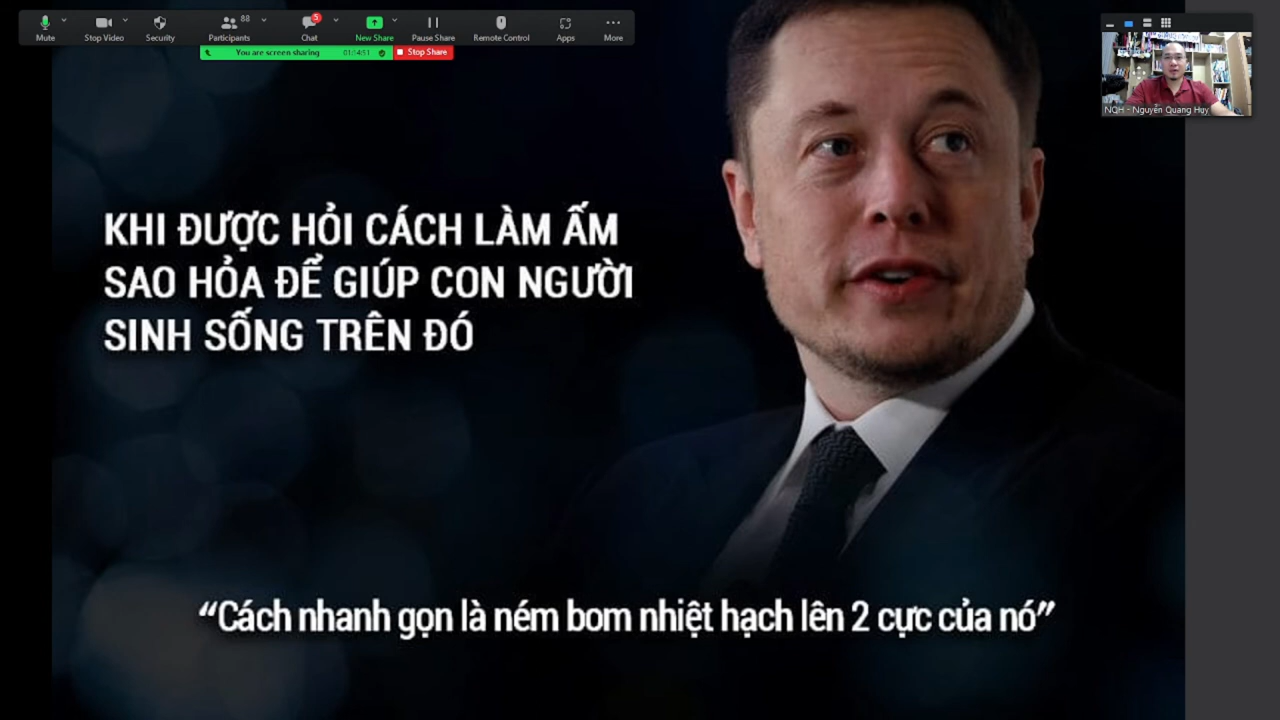 Mute
Stop Video
Security
Participants
88
Chat
5
New Share
Pause Share
Remote Control
Apps
More
You are screen sharing
Stop Share
NQH - Nguyễn Quang Huy
KHI ĐƯỢC HỎI CÁCH LÀM ẤM
SAO HỎA ĐỂ GIÚP CON NGƯỜI
SINH SỐNG TRÊN ĐÓ
“Cách nhanh gọn là ném bom nhiệt hạch lên 2 cực của nó”